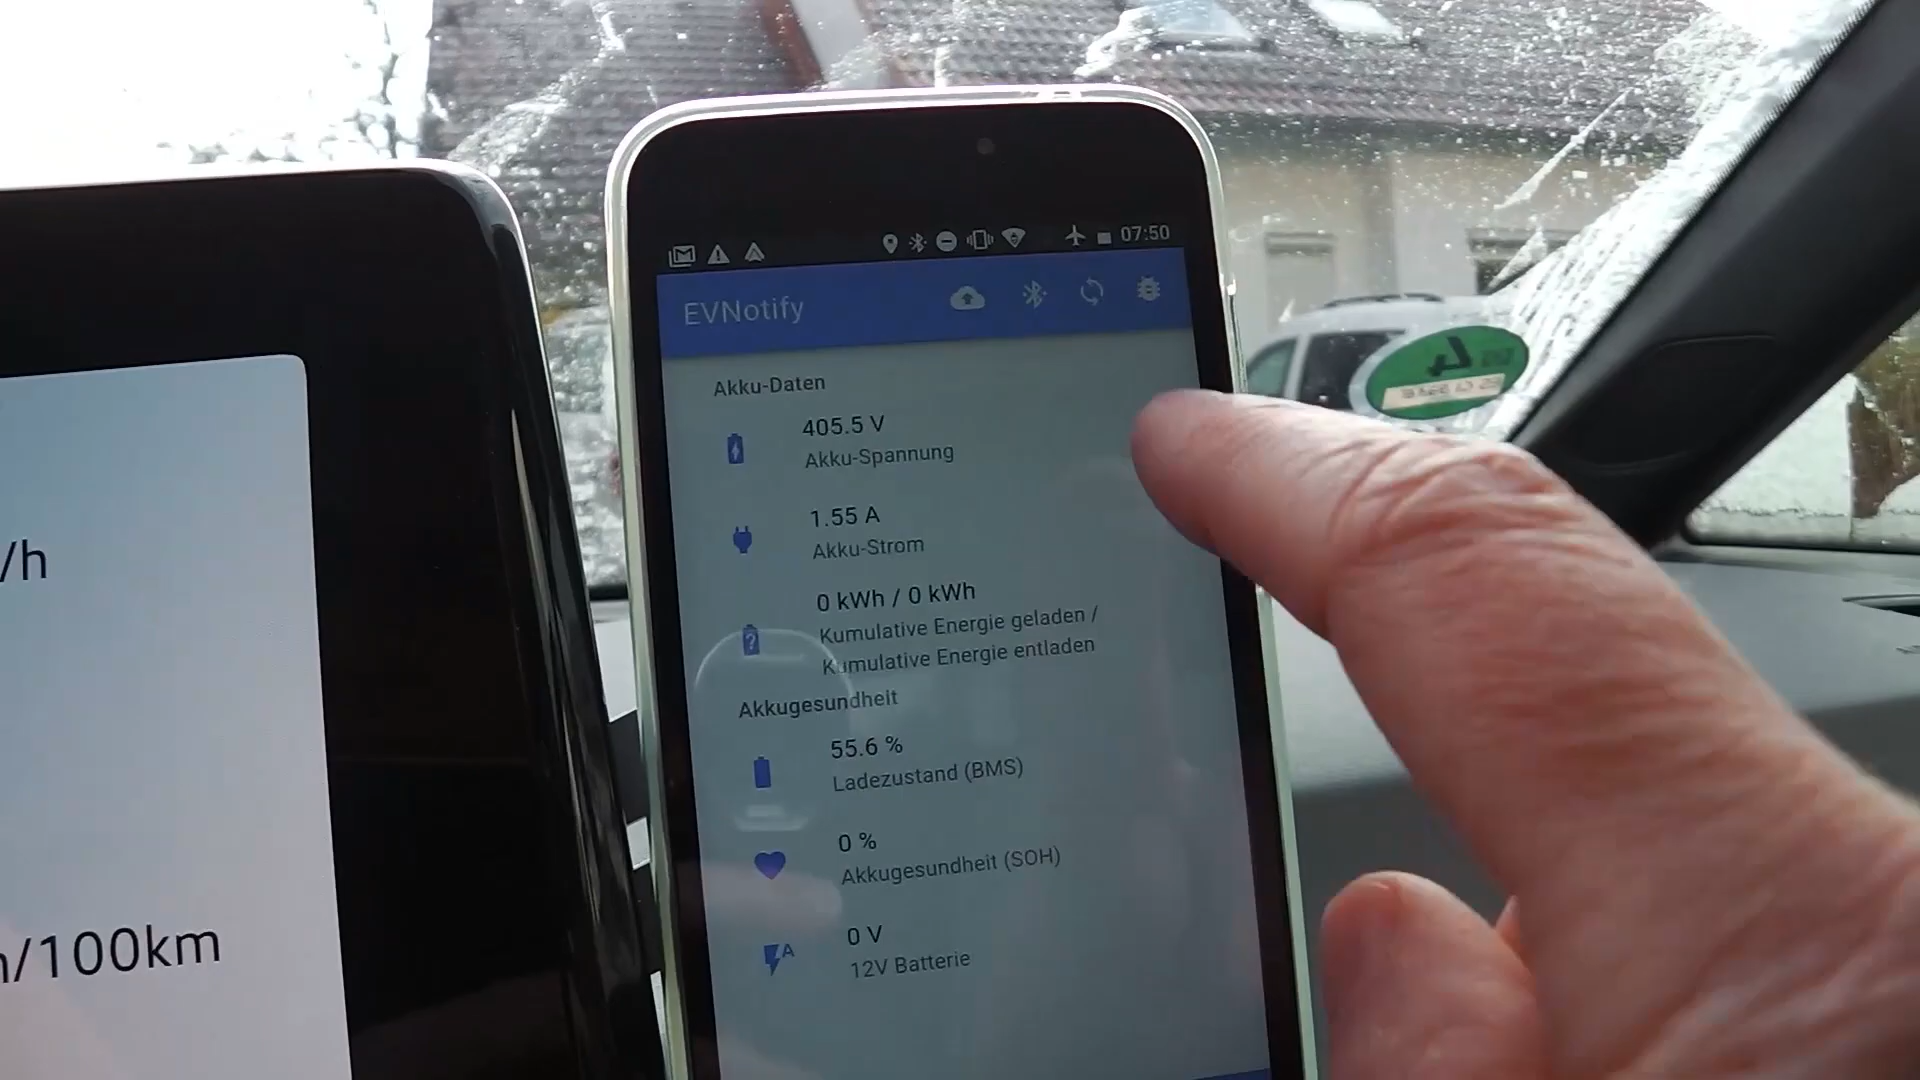 /h
/100km
07:50
EVNotify
Akku-Daten
405.5 V
Akku-Spannung
1.55 A
Akku-Strom
0 kWh / 0 kWh
Kumulative Energie geladen /
Kumulative Energie entladen
Akkugesundheit
55.6 %
Ladezustand (BMS)
0 %
Akkugesundheit (SOH)
0 V
12V Batterie
4